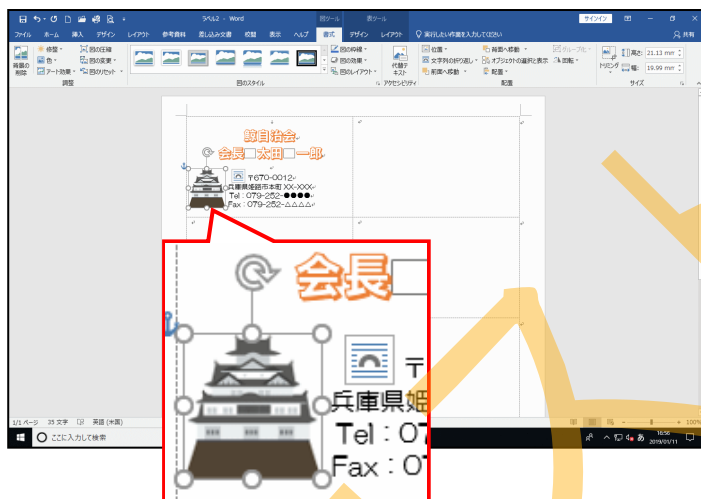 ラベル2 - Word
図ツール
表ツール
サインイン
ファイル ホーム 挿入 デザイン レイアウト 参考資料 差し込み文書 校閲 表示 ヘルプ 書式 デザイン レイアウト 実行したい作業を入力してください 共有
背景の削除
修整
色
アート効果
図の圧縮
図の変更
図のリセット
調整
図のスタイル
図の枠線
図の効果
図のレイアウト
代替テキスト
アクセシビリティ
位置
文字列の折り返し
前面へ移動
背面へ移動
オブジェクトの選択と表示
配置
グループ化
回転
配置
トリミング
高さ: 21.13 mm
幅: 19.99 mm
サイズ
鯨自治会
会長□太田□一郎
〒670-0012
兵庫県姫路市本町 XX-XXX
Tel：079-252-●●●●
Fax：079-252-△△△△
会長□
〒
兵庫県姫
Tel：07
Fax：07
1/1 ページ 35 文字 英語 (米国)
100%
ここに入力して検索
あ
16:56
2019/01/11